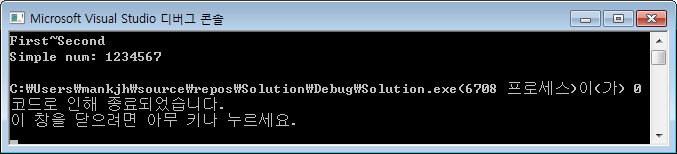 Microsoft Visual Studio 디버그 콘솔
First~Second
Simple num: 1234567
C:₩Users₩mankjh₩source₩repos₩Solution₩Debug₩Solution.exe(6708 프로세스)이(가) 0
코드로 인해 종료되었습니다.
이 창을 닫으려면 아무 키나 누르세요.